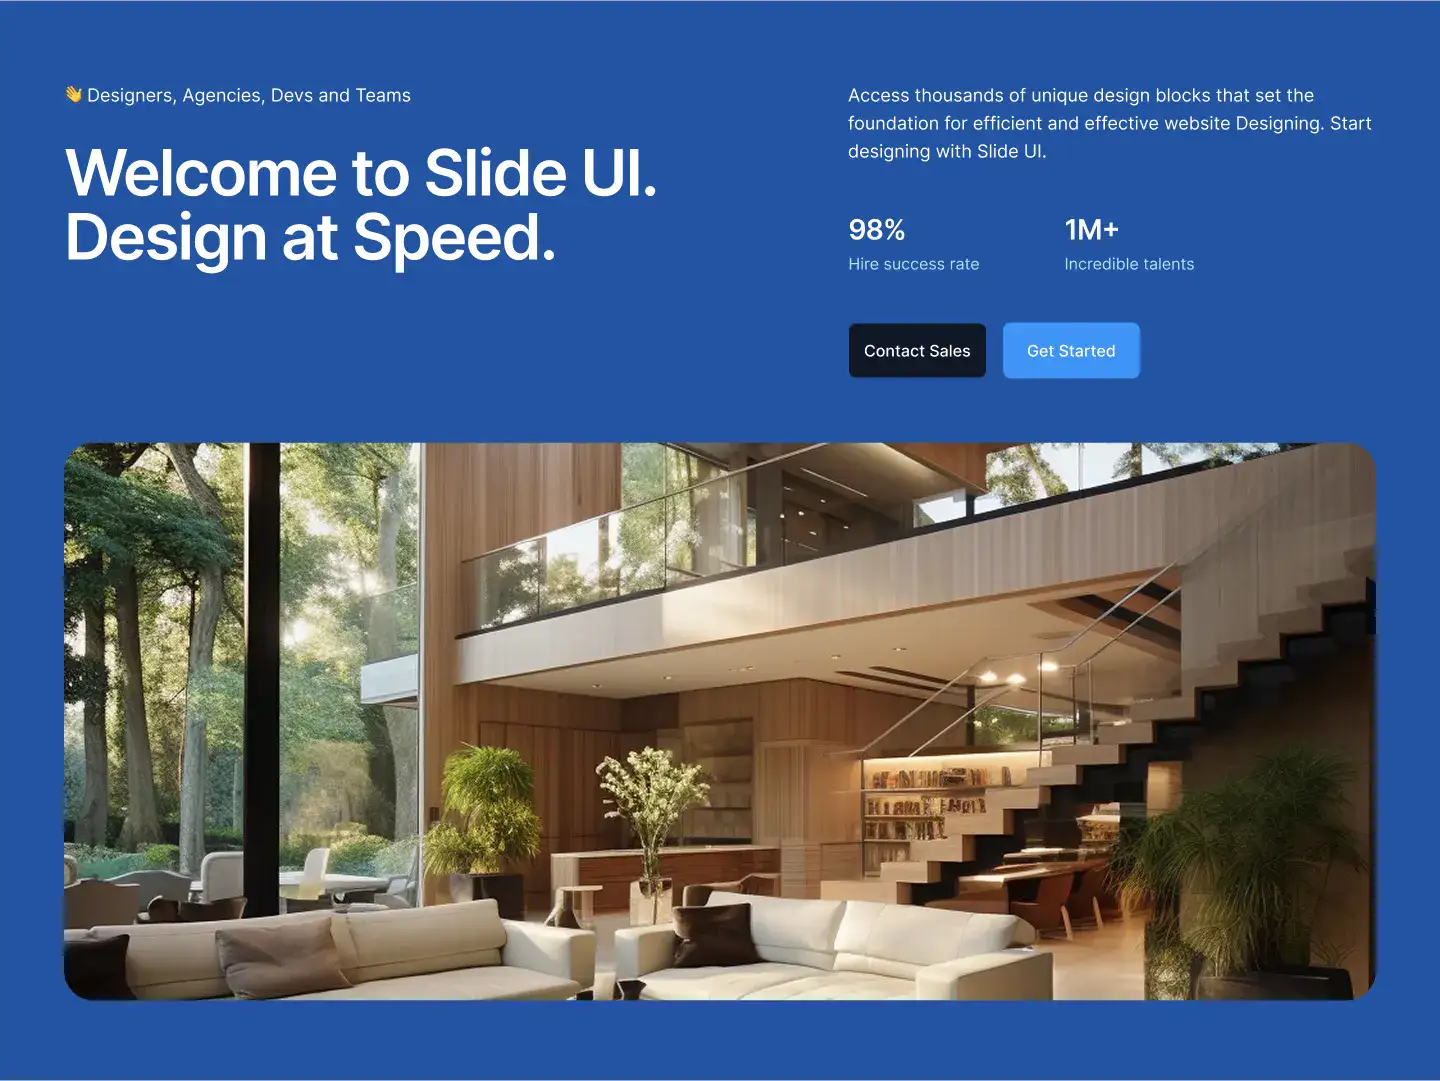 👋 Designers, Agencies, Devs and Teams
Welcome to Slide UI.
Design at Speed.
Access thousands of unique design blocks that set the
foundation for efficient and effective website Designing. Start
designing with Slide UI.
98%
Hire success rate
1M+
Incredible talents
Contact Sales
Get Started